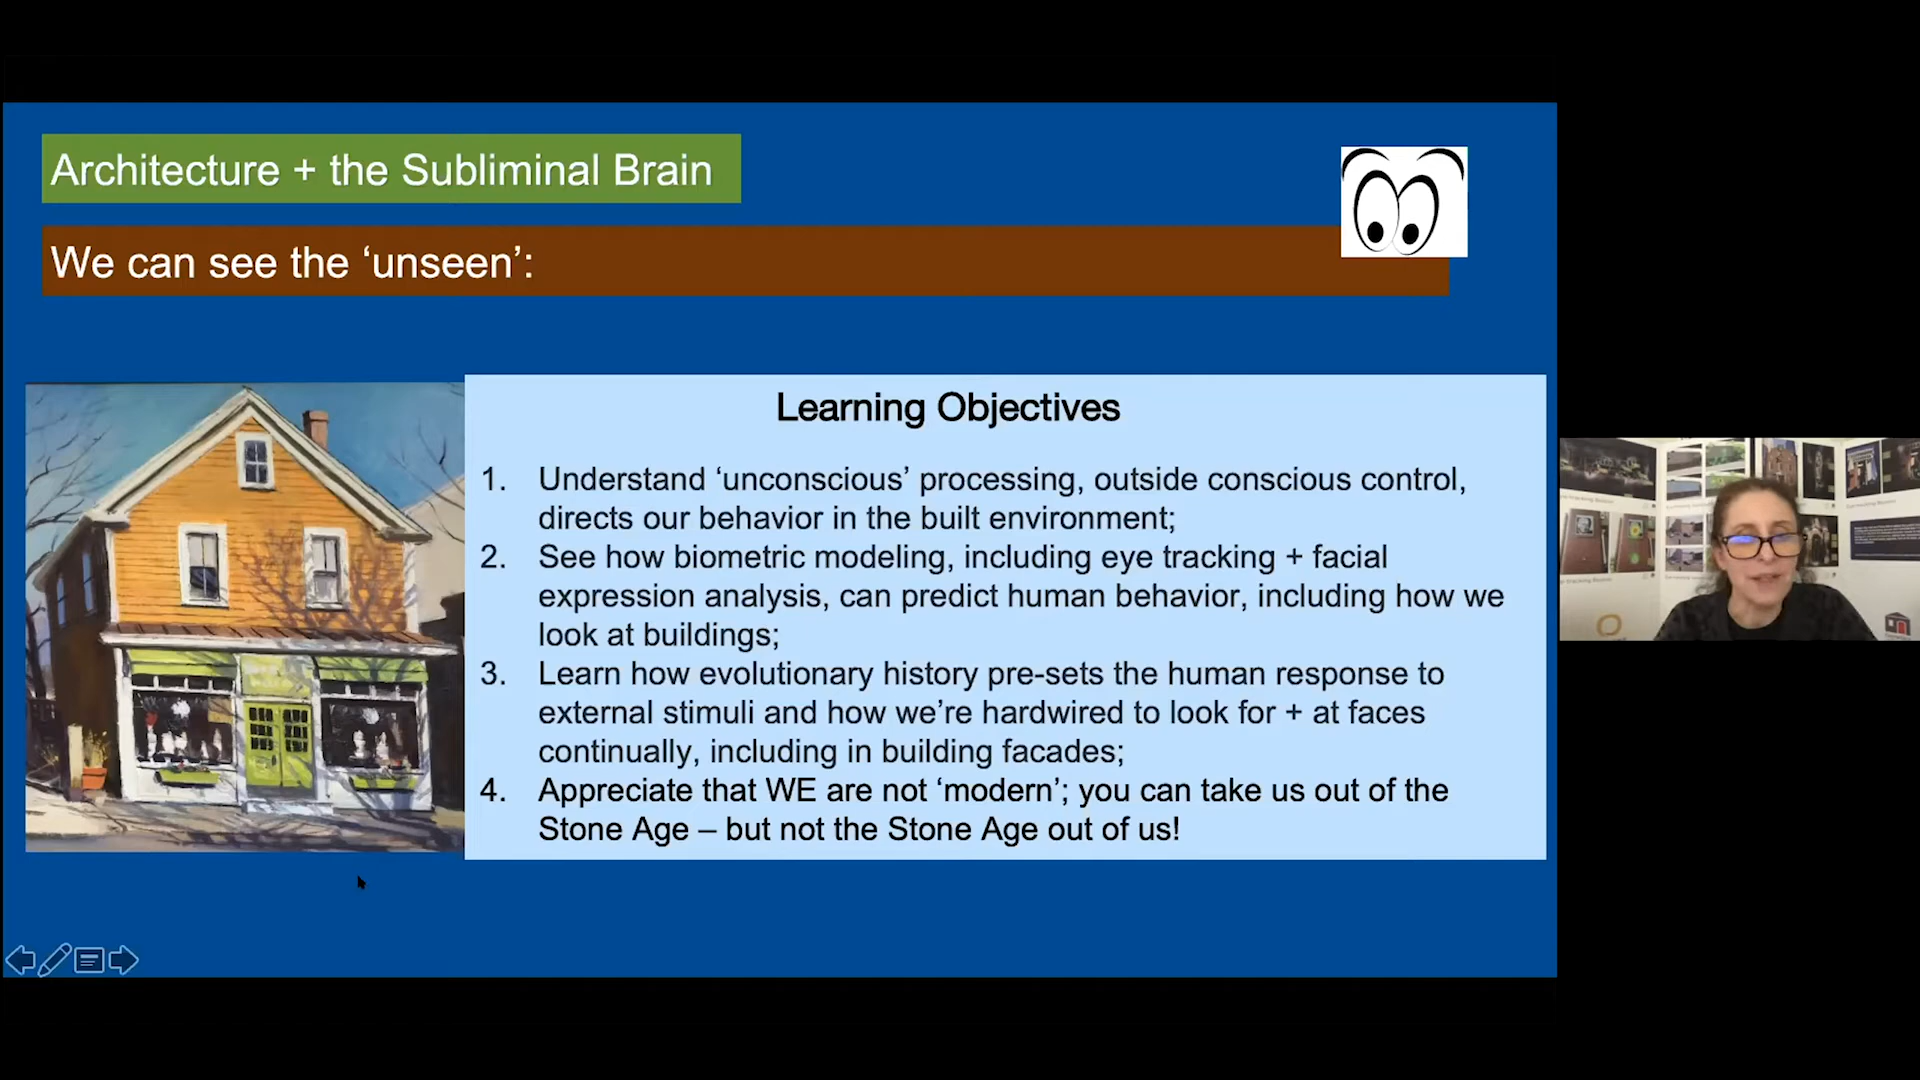 Architecture + the Subliminal Brain
We can see the ‘unseen’:
Learning Objectives
1. Understand ‘unconscious’ processing, outside conscious control,
directs our behavior in the built environment;
2. See how biometric modeling, including eye tracking + facial
expression analysis, can predict human behavior, including how we
look at buildings;
3. Learn how evolutionary history pre-sets the human response to
external stimuli and how we’re hardwired to look for + at faces
continually, including in building facades;
4. Appreciate that WE are not ‘modern’; you can take us out of the
Stone Age – but not the Stone Age out of us!